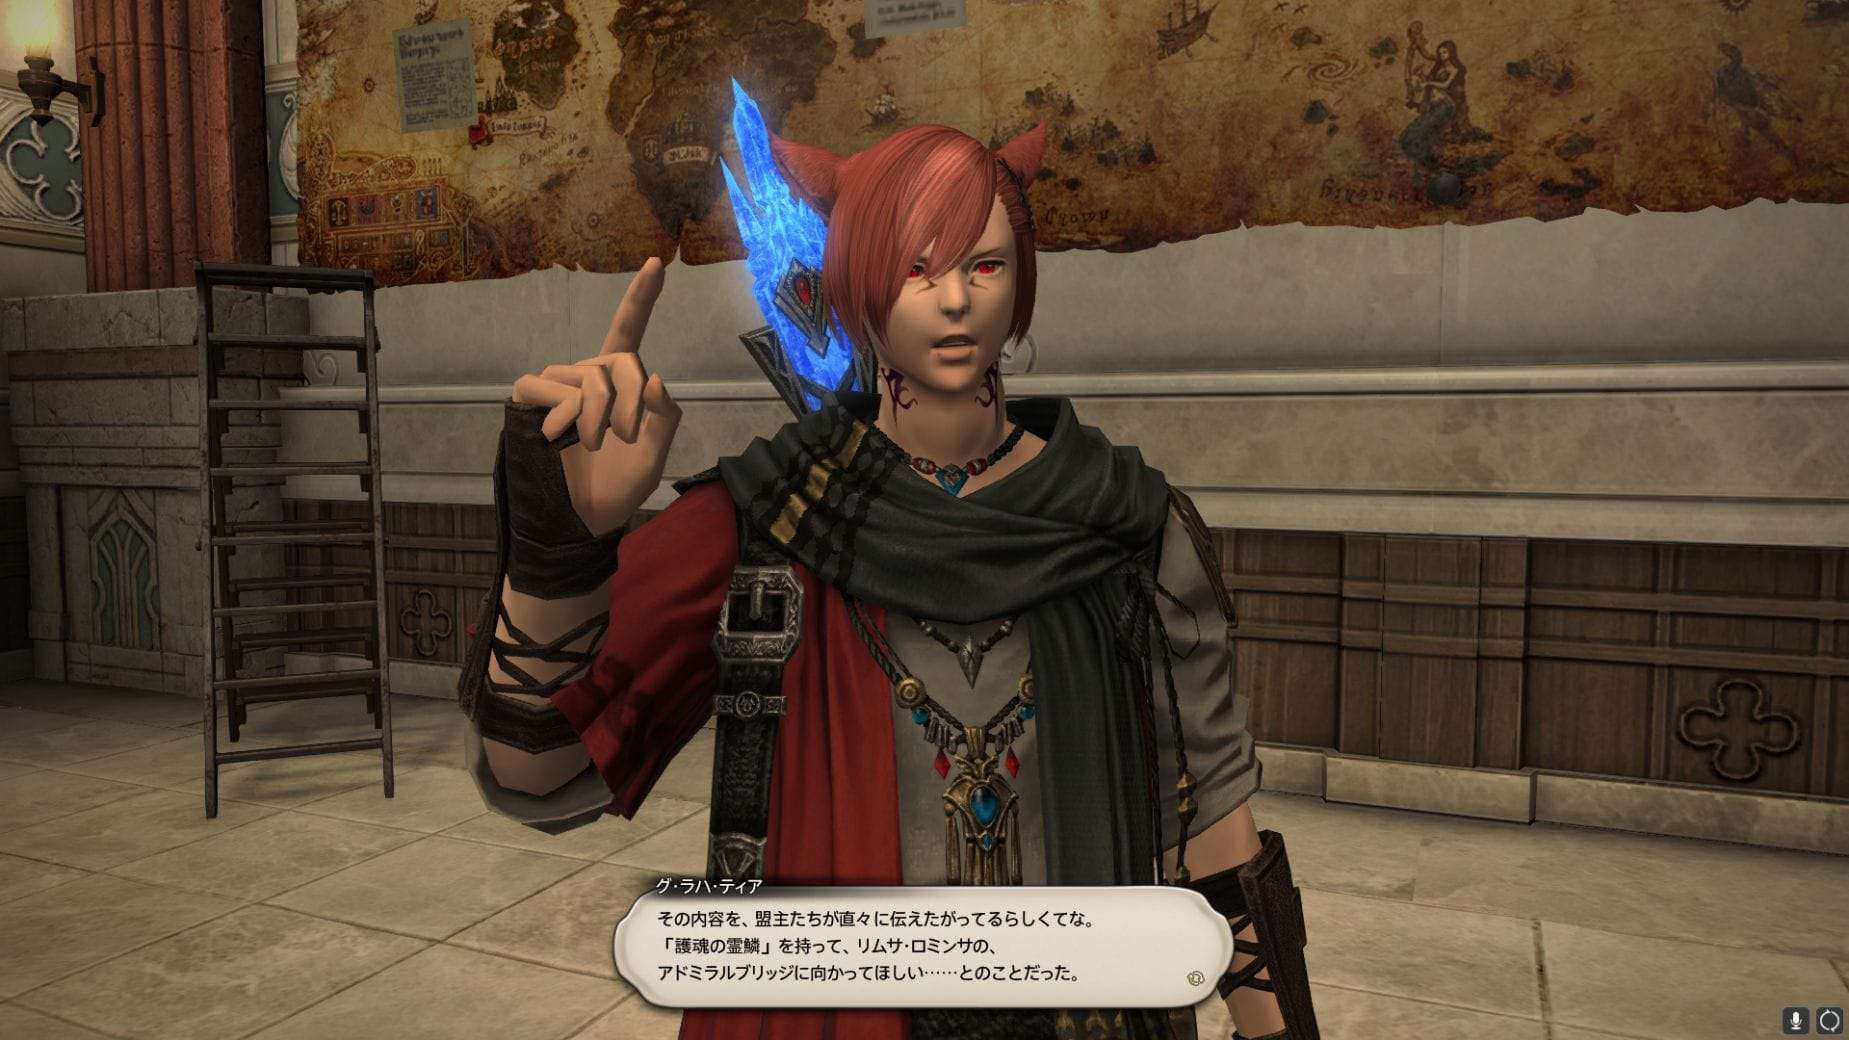 グ・ラハ・ティア
その内容を、盟主たちが直々に伝えたがってるらしくてな。
「護魂の霊鱗」を持って、リムサ・ロミンサの、
アドミラルブリッジに向かってほしい……とのことだった。